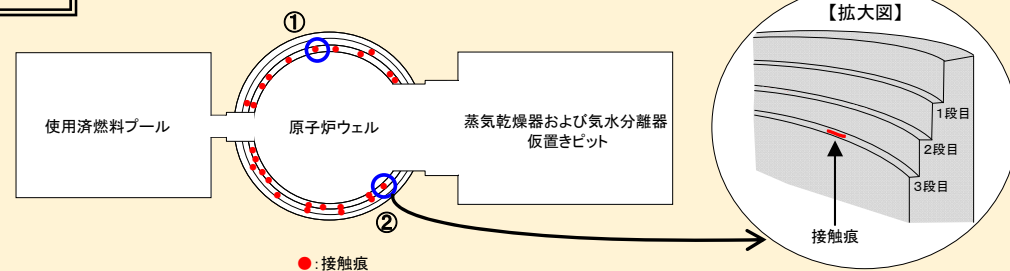 ①
【拡大図】
使用済燃料プール
原子炉ウェル
蒸気乾燥器および気水分離器
仮置きピット
1段目
2段目
3段目
②
接触痕
●:接触痕